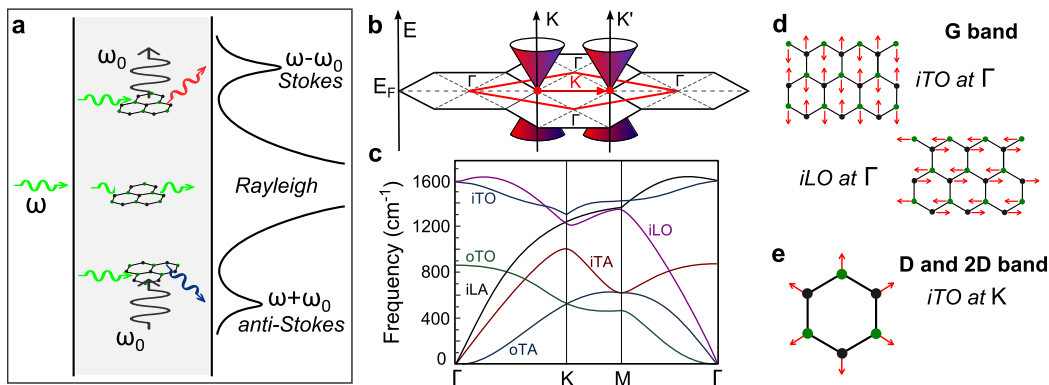 a
ω₀
ω-ω₀
Stokes
ω
Rayleigh
ω+ω₀
anti-Stokes
ω₀
b
E
K
K'
E_F
Γ
K
Γ
Γ
c
Frequency (cm⁻¹)
1600
1200
800
400
0
iTO
iLO
oTO
iTA
iLA
oTA
Γ
K
M
Γ
d
G band
iTO at Γ
iLO at Γ
e
D and 2D band
iTO at K